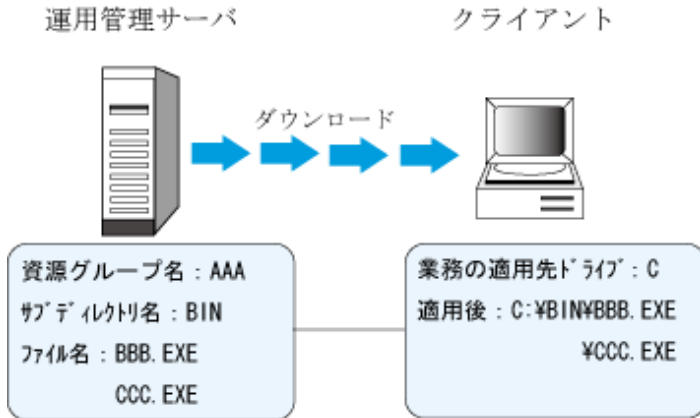 運用管理サーバ
クライアント
ダウンロード
資源グループ名：AAA
ｻﾌﾞﾃﾞｨﾚｸﾄﾘ名：BIN
ﾌｧｲﾙ名：BBB.EXE
CCC.EXE
業務の適用先ﾄﾞﾗｲﾌﾞ：C
適用後：C:¥BIN¥BBB.EXE
¥CCC.EXE